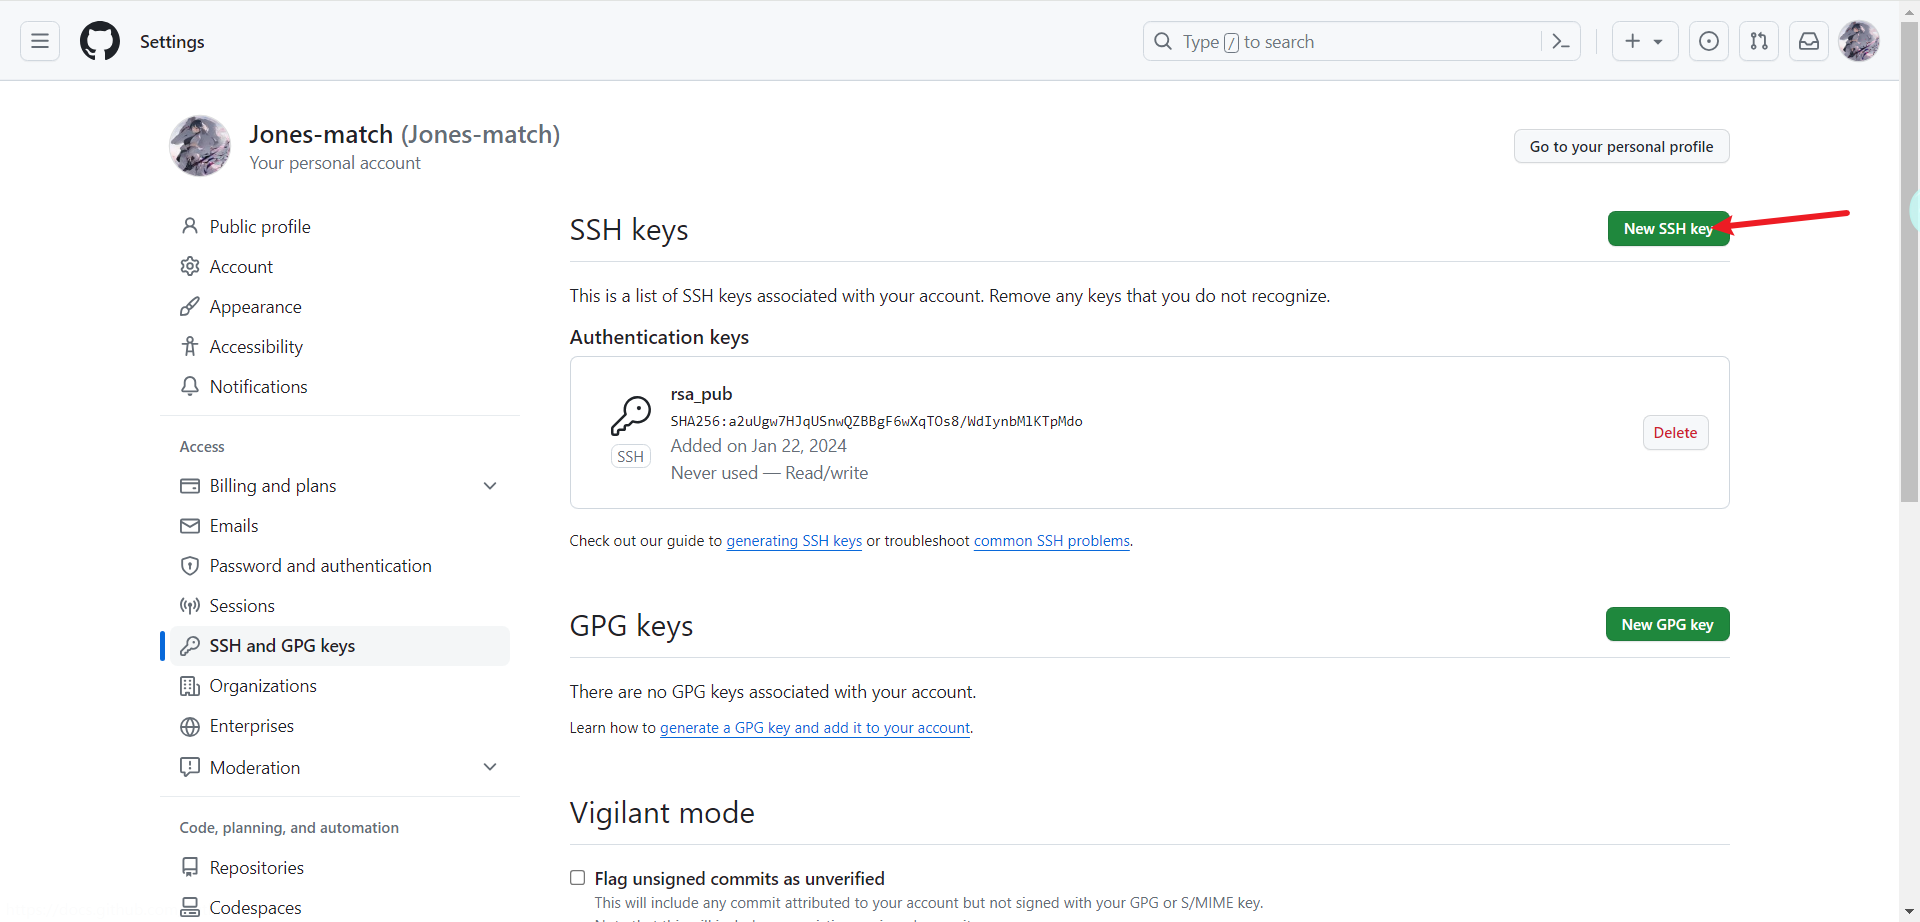 Settings
Type / to search
Jones-match (Jones-match)
Your personal account
Go to your personal profile
Public profile
Account
Appearance
Accessibility
Notifications
Access
Billing and plans
Emails
Password and authentication
Sessions
SSH and GPG keys
Organizations
Enterprises
Moderation
Code, planning, and automation
Repositories
Codespaces
SSH keys
New SSH key
This is a list of SSH keys associated with your account. Remove any keys that you do not recognize.
Authentication keys
rsa_pub
SHA256:a2uUgw7HJqUSnwQZBBgF6wXqTOs8/WdIynbMlKTpMdo
Added on Jan 22, 2024
Never used — Read/write
SSH
Delete
Check out our guide to generating SSH keys or troubleshoot common SSH problems.
GPG keys
New GPG key
There are no GPG keys associated with your account.
Learn how to generate a GPG key and add it to your account.
Vigilant mode
Flag unsigned commits as unverified
This will include any commit attributed to your account but not signed with your GPG or S/MIME key.